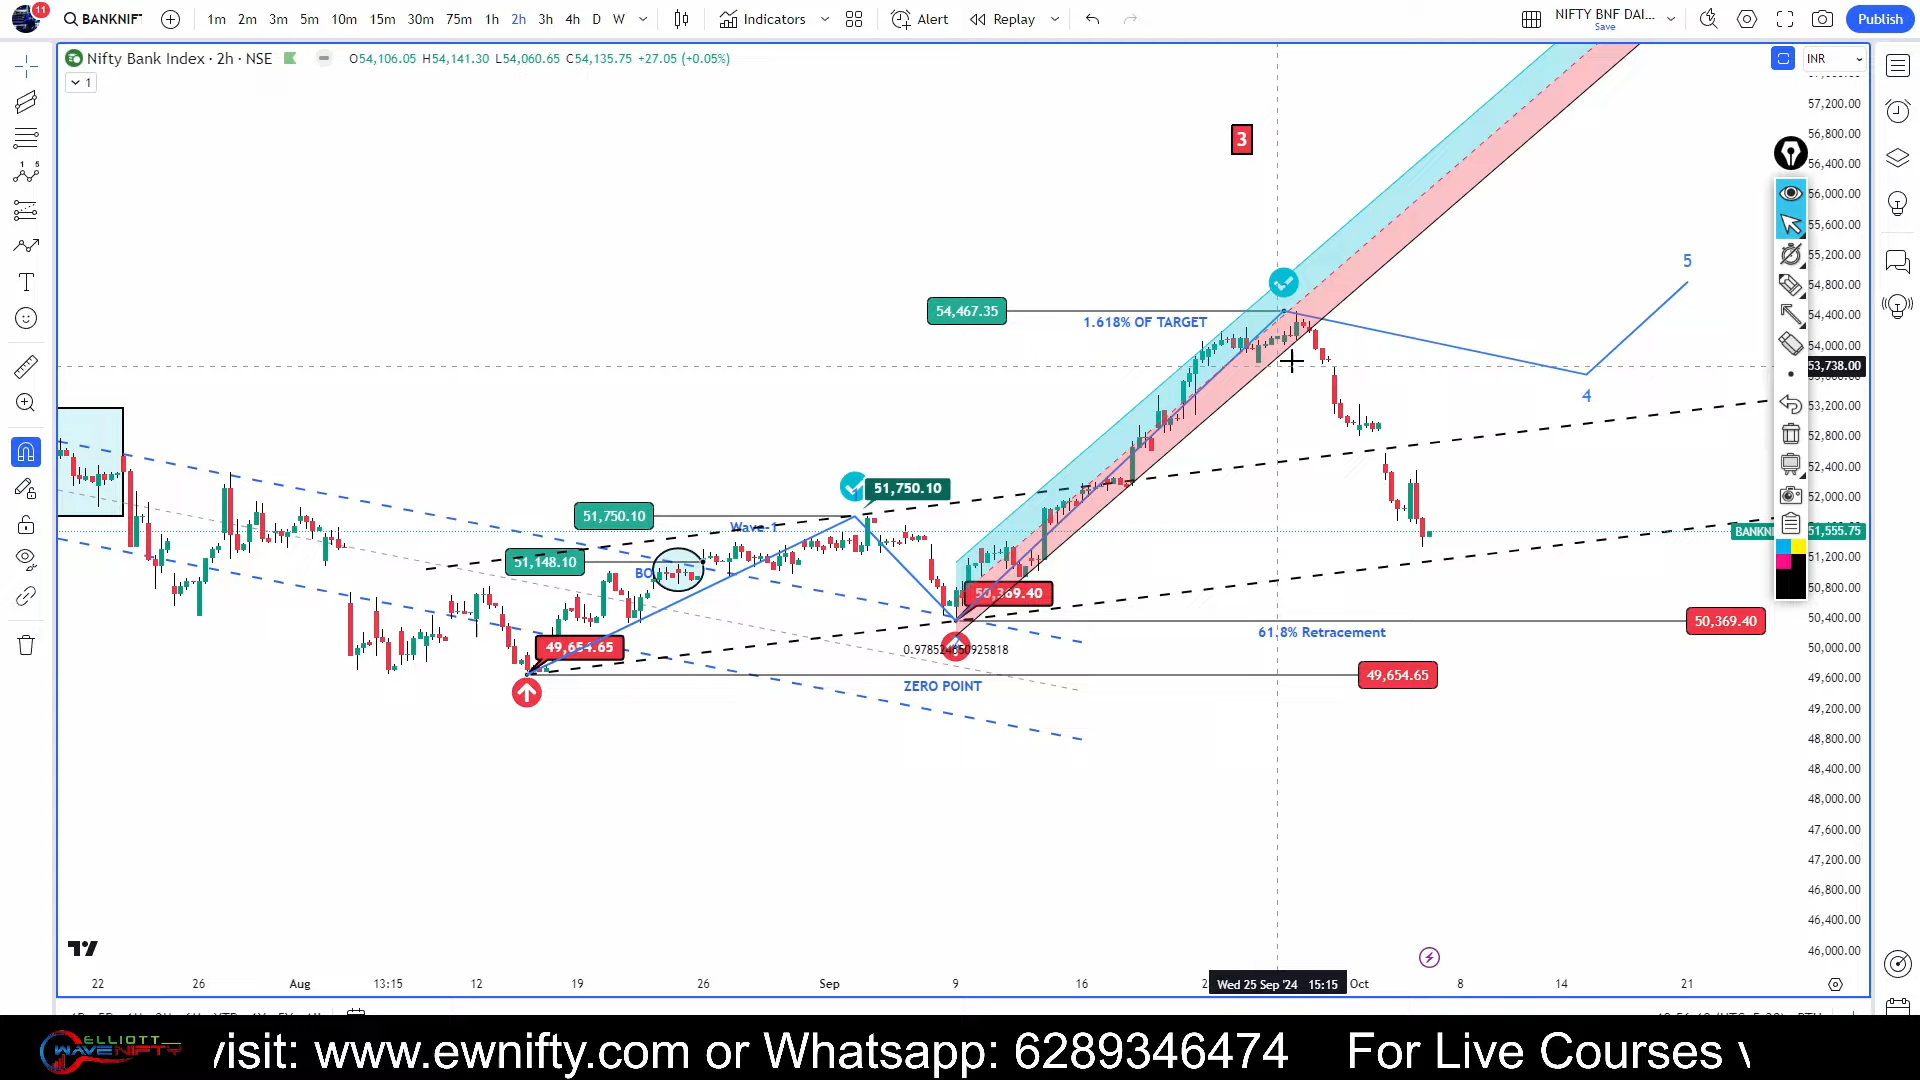 11
BANKNIF
1m 2m 3m 5m 10m 15m 30m 75m 1h 2h 3h 4h D W
Indicators
Alert
Replay
NIFTY BNF DAI...
Save
Publish
Nifty Bank Index · 2h · NSE
O54,106.05 H54,141.30 L54,060.65 C54,135.75 +27.05 (+0.05%)
1
INR
57,200.00
56,800.00
3
56,400.00
56,000.00
55,600.00
55,200.00
5
54,800.00
54,467.35
1.618% OF TARGET
54,400.00
54,000.00
53,738.00
4
53,200.00
52,800.00
52,400.00
52,000.00
51,750.10
51,750.10
Wave-1
BANKN
51,555.75
51,148.10
BO
51,200.00
50,800.00
50,369.40
50,369.40
61.8% Retracement
50,400.00
49,654.65
50,000.00
49,654.65
ZERO POINT
49,600.00
49,200.00
48,800.00
48,400.00
48,000.00
47,600.00
47,200.00
46,800.00
46,400.00
46,000.00
22 26 Aug 13:15 12 19 26 Sep 9 16 2 Wed 25 Sep '24 15:15 Oct 8 14 21
ELLIOTT
WAVENIFTY
visit: www.ewnifty.com or Whatsapp: 6289346474 For Live Courses v